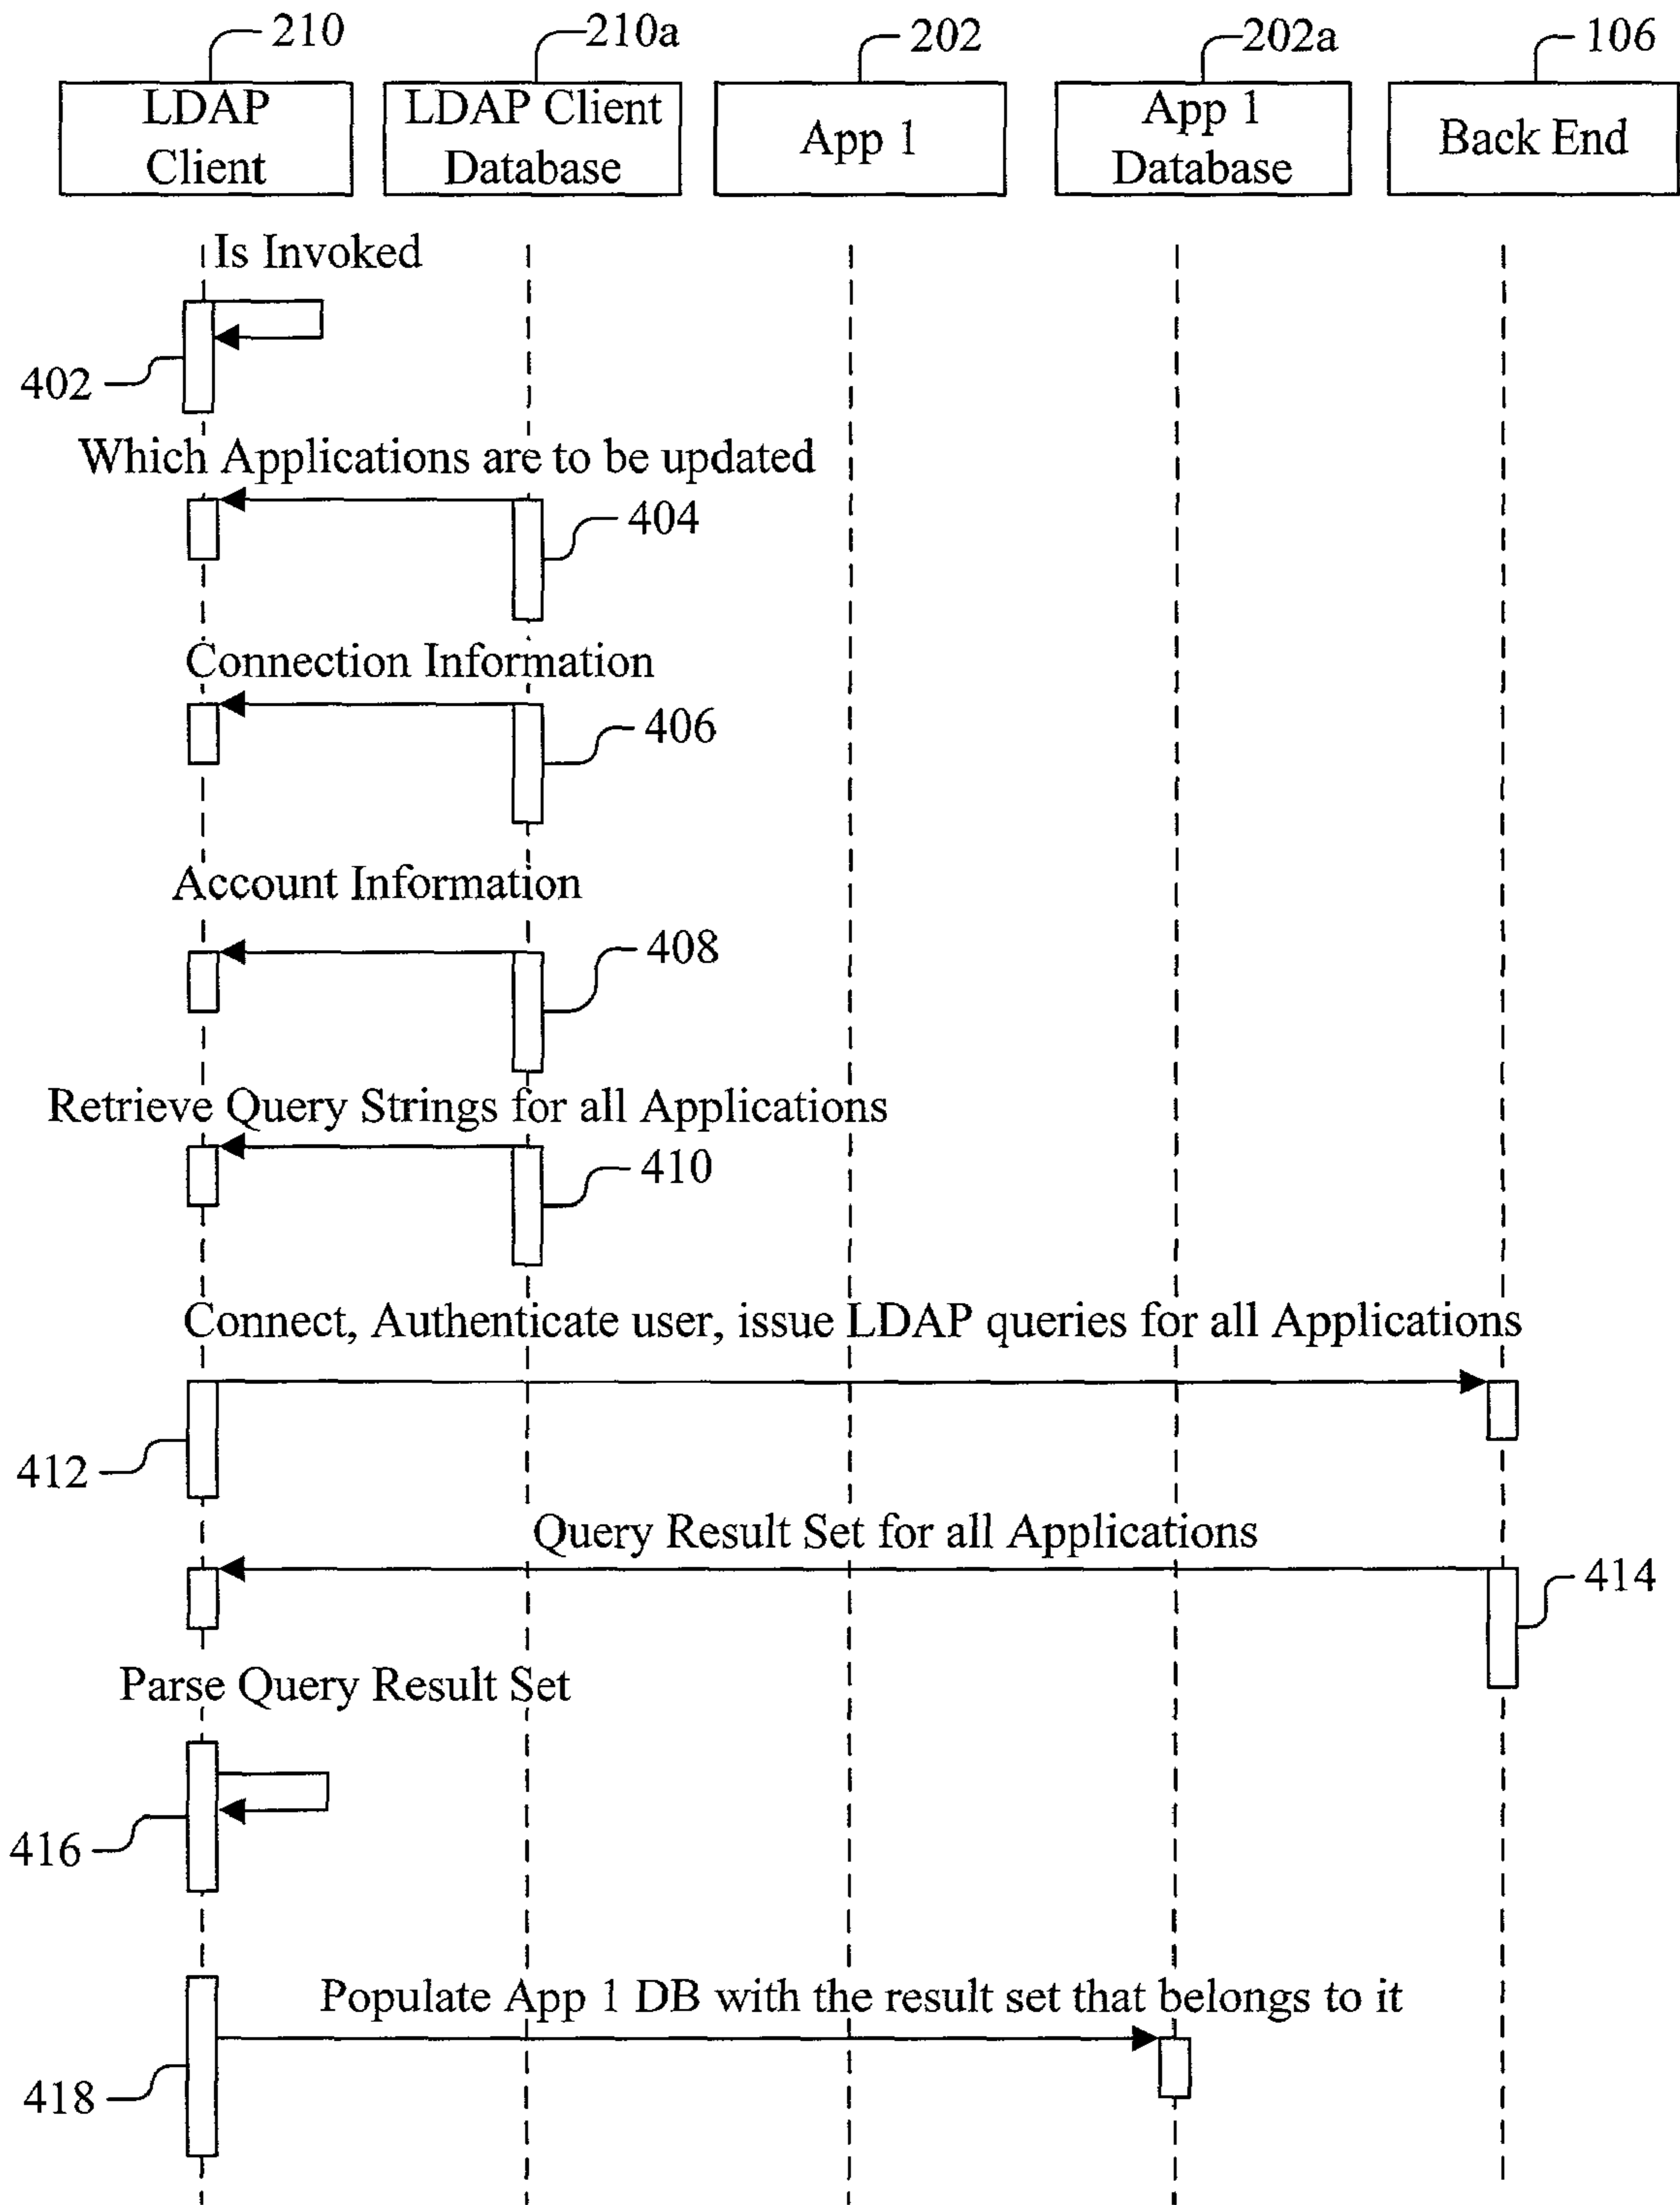 210
210a
202
202a
106
LDAP
Client
LDAP Client
Database
App 1
App 1
Database
Back End
Is Invoked
402
Which Applications are to be updated
404
Connection Information
406
Account Information
408
Retrieve Query Strings for all Applications
410
Connect, Authenticate user, issue LDAP queries for all Applications
412
Query Result Set for all Applications
414
Parse Query Result Set
416
Populate App 1 DB with the result set that belongs to it
418